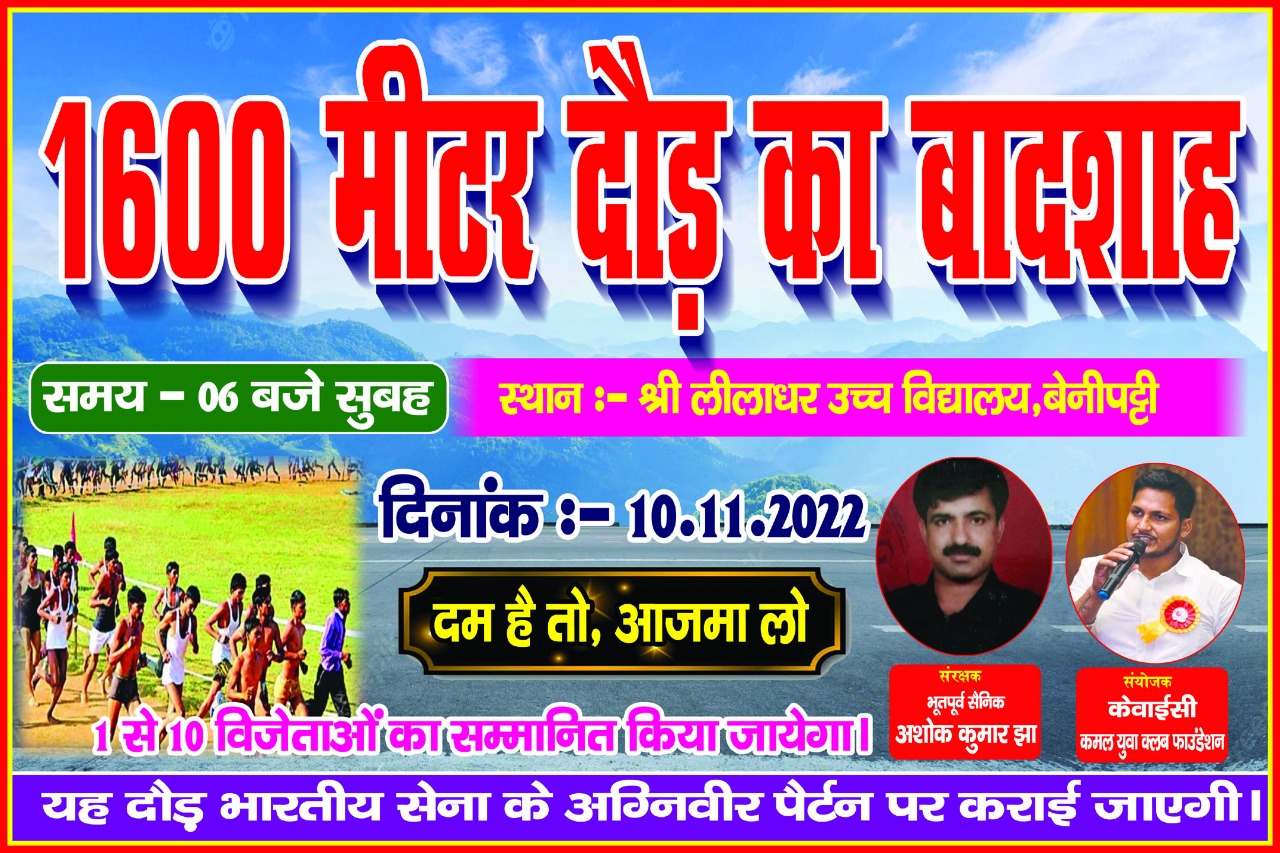 1600 मीटर दौड़ का बादशाह
समय - 06 बजे सुबह
स्थान :- श्री लीलाधर उच्च विद्यालय,बेनीपट्टी
दिनांक :- 10.11.2022
दम है तो, आजमा लो
संरक्षक
भूतपूर्व सैनिक
अशोक कुमार झा
संयोजक
केवाईसी
कमल युवा क्लब फाउंडेशन
1 से 10 विजेताओं का सम्मानित किया जायेगा।
यह दौड़ भारतीय सेना के अग्निवीर पैर्टन पर कराई जाएगी।